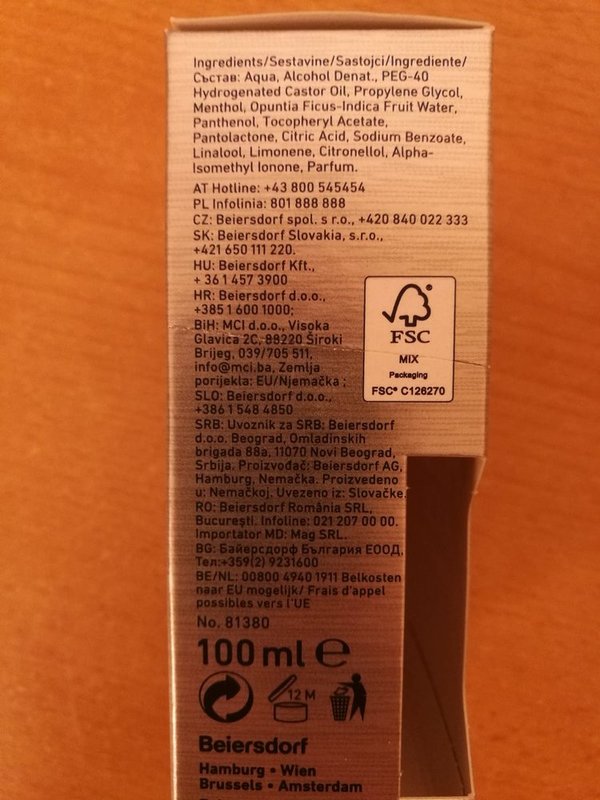 Ingredients/Sestavine/Sastojci/Ingrediente/
Състав: Aqua, Alcohol Denat., PEG-40
Hydrogenated Castor Oil, Propylene Glycol,
Menthol, Opuntia Ficus-Indica Fruit Water,
Panthenol, Tocopheryl Acetate,
Pantolactone, Citric Acid, Sodium Benzoate,
Linalool, Limonene, Citronellol, Alpha-
Isomethyl Ionone, Parfum.
AT Hotline: +43 800 545454
PL Infolinia: 801 888 888
CZ: Beiersdorf spol. s r.o., +420 840 022 333
SK: Beiersdorf Slovakia, s.r.o.,
+421 650 111 220.
HU: Beiersdorf Kft.,
+ 36 1 457 3900
HR: Beiersdorf d.o.o.,
+385 1 600 1000;
BiH: MCI d.o.o., Visoka
Glavica 2C, 88220 Široki
Brijeg, 039/705 511,
info@mci.ba, Zemlja
porijekla: EU/Njemačka ;
SLO: Beiersdorf d.o.o.,
+386 1 548 4850
SRB: Uvoznik za SRB: Beiersdorf
d.o.o. Beograd, Omladinskih
brigada 88a, 11070 Novi Beograd,
Srbija. Proizvođač: Beiersdorf AG,
Hamburg, Nemačka. Proizvedeno
u: Nemačkoj. Uvezeno iz: Slovačke.
RO: Beiersdorf România SRL,
Bucureşti. Infoline: 021 207 00 00.
Importator MD: Mag SRL.
BG: Байерсдорф България ЕООД,
Тел:+359(2) 9231600
BE/NL: 00800 4940 1911 Belkosten
naar EU mogelijk/ Frais d'appel
possibles vers l'UE
No. 81380
100 ml e
12 M
Beiersdorf
Hamburg • Wien
Brussels • Amsterdam
FSC
MIX
Packaging
FSC® C126270